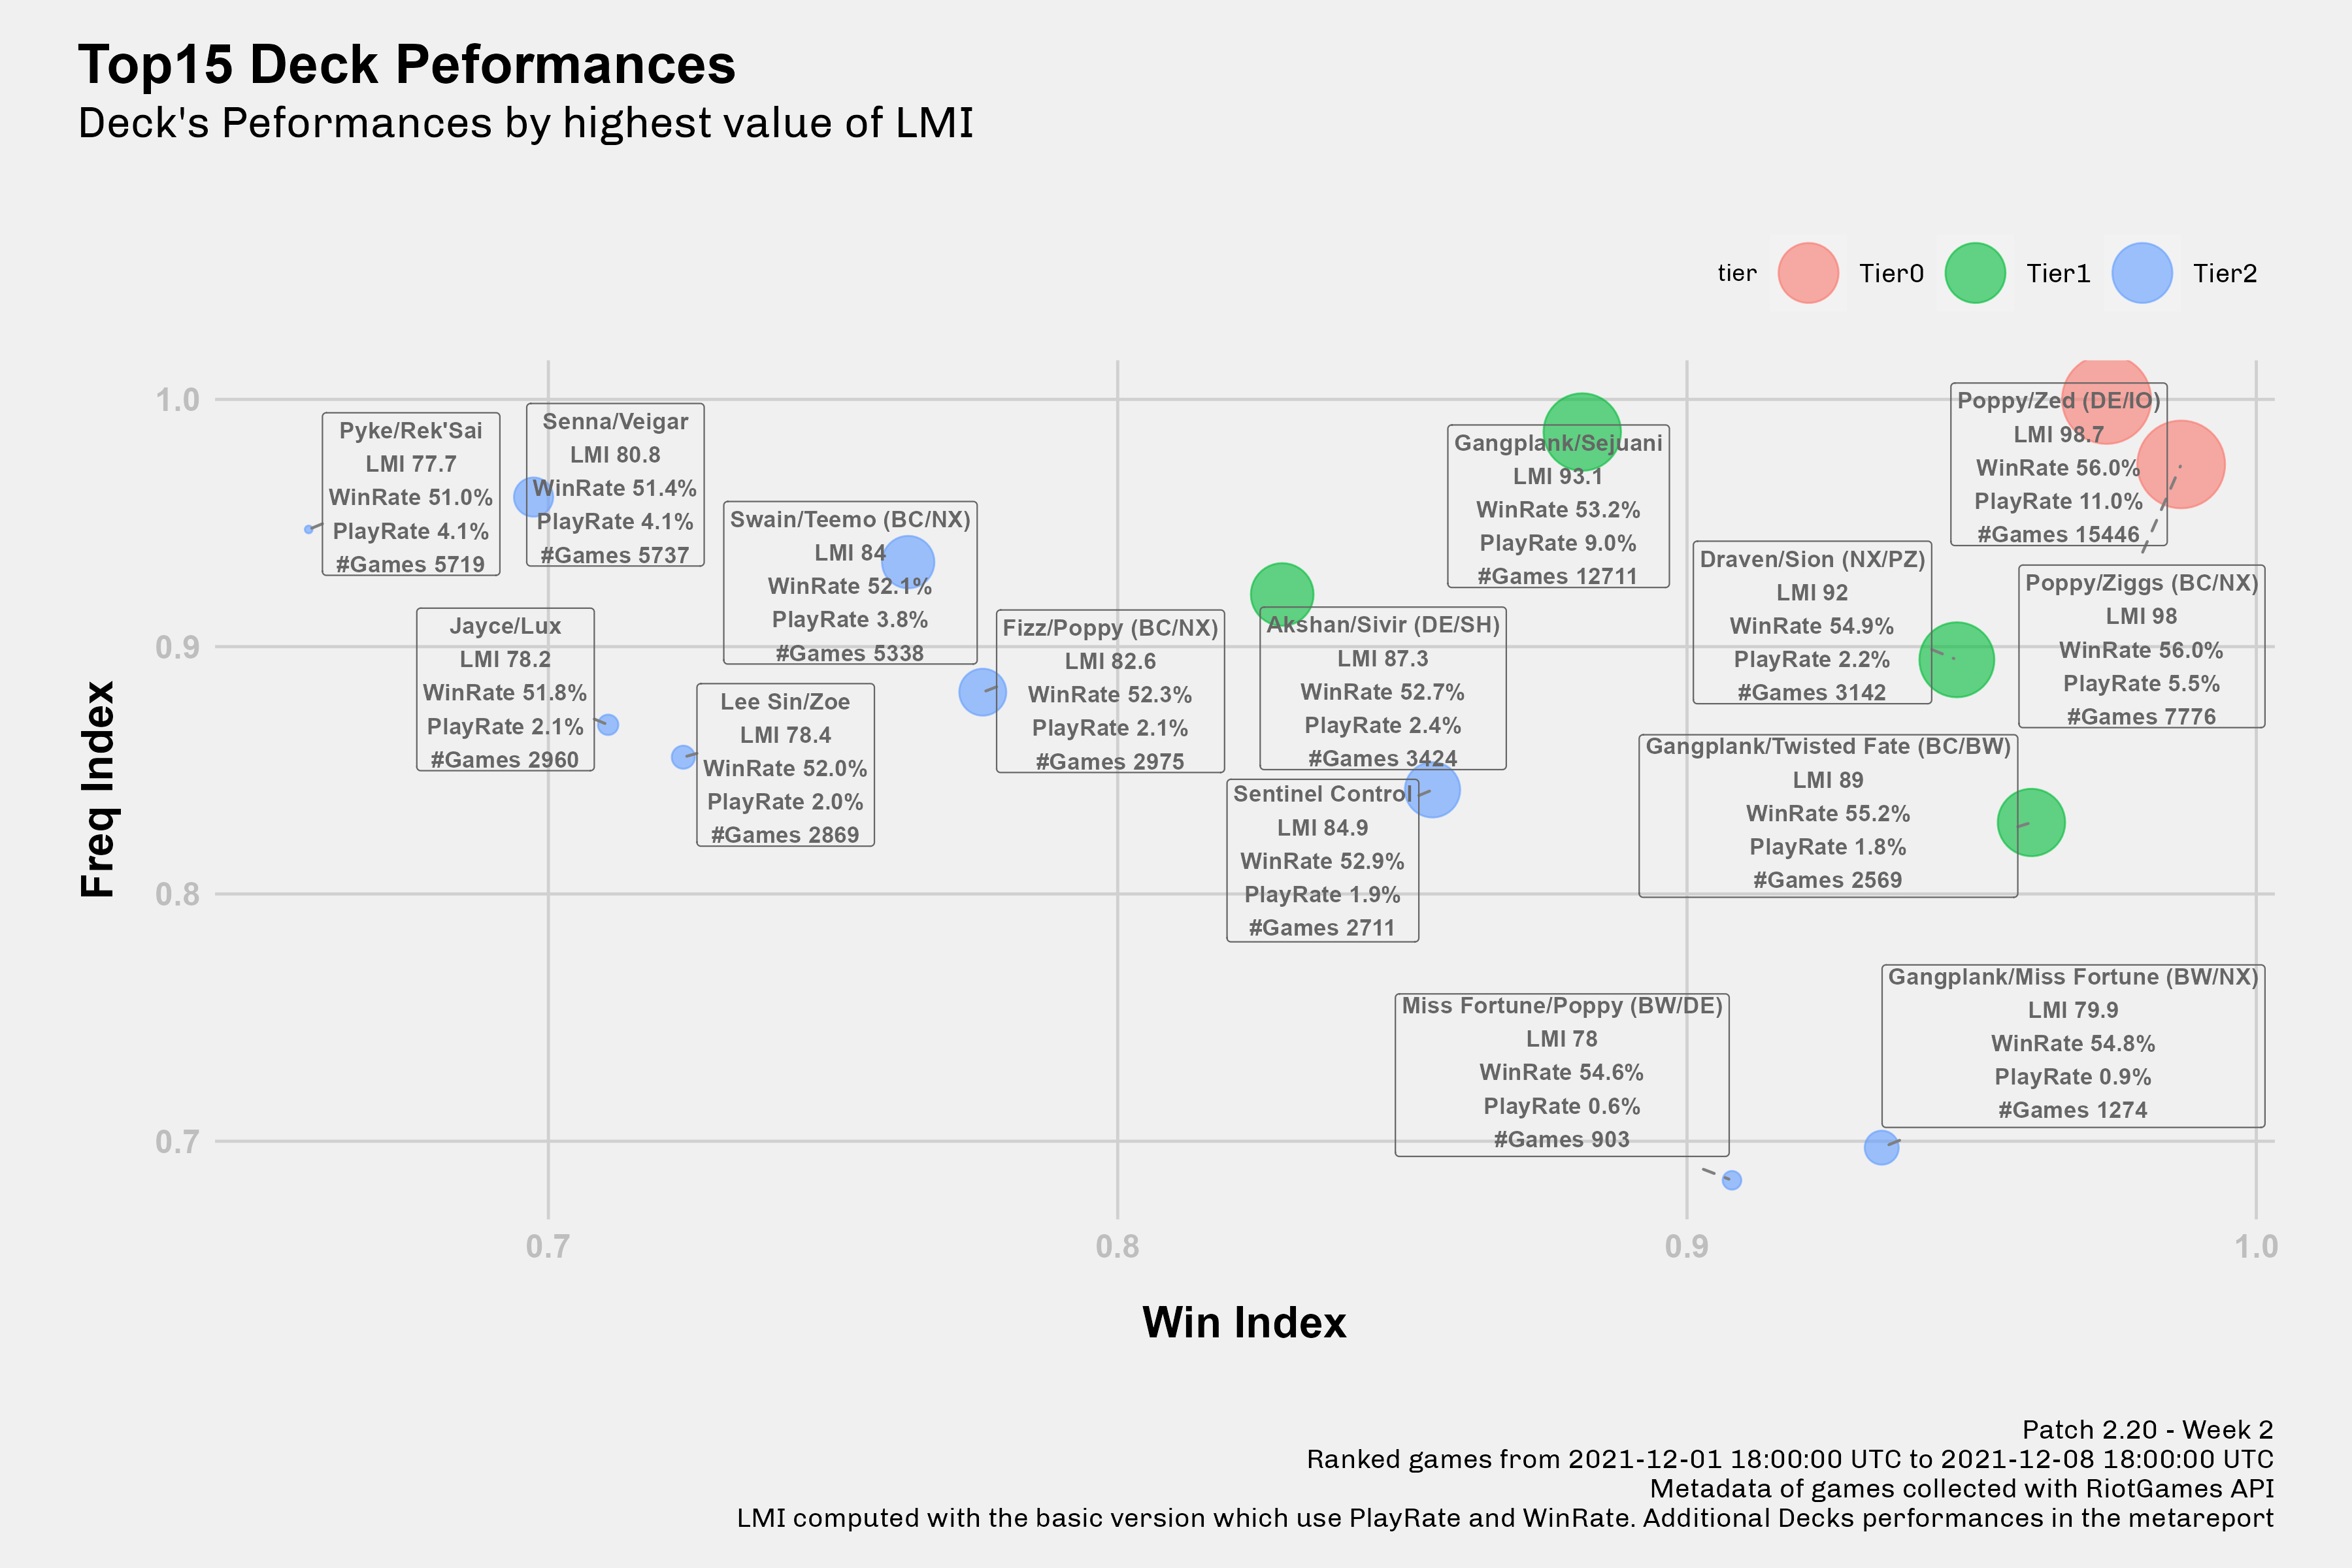 Top15 Deck Peformances
Deck's Peformances by highest value of LMI
tier Tier0 Tier1 Tier2
1.0
0.9
0.8
0.7
Freq Index
Pyke/Rek'Sai
LMI 77.7
WinRate 51.0%
PlayRate 4.1%
#Games 5719
Senna/Veigar
LMI 80.8
WinRate 51.4%
PlayRate 4.1%
#Games 5737
Swain/Teemo (BC/NX)
LMI 84
WinRate 52.1%
PlayRate 3.8%
#Games 5338
Jayce/Lux
LMI 78.2
WinRate 51.8%
PlayRate 2.1%
#Games 2960
Lee Sin/Zoe
LMI 78.4
WinRate 52.0%
PlayRate 2.0%
#Games 2869
Fizz/Poppy (BC/NX)
LMI 82.6
WinRate 52.3%
PlayRate 2.1%
#Games 2975
Akshan/Sivir (DE/SH)
LMI 87.3
WinRate 52.7%
PlayRate 2.4%
#Games 3424
Gangplank/Sejuani
LMI 93.1
WinRate 53.2%
PlayRate 9.0%
#Games 12711
Poppy/Zed (DE/IO)
LMI 98.7
WinRate 56.0%
PlayRate 11.0%
#Games 15446
Draven/Sion (NX/PZ)
LMI 92
WinRate 54.9%
PlayRate 2.2%
#Games 3142
Poppy/Ziggs (BC/NX)
LMI 98
WinRate 56.0%
PlayRate 5.5%
#Games 7776
Gangplank/Twisted Fate (BC/BW)
LMI 89
WinRate 55.2%
PlayRate 1.8%
#Games 2569
Sentinel Control
LMI 84.9
WinRate 52.9%
PlayRate 1.9%
#Games 2711
Miss Fortune/Poppy (BW/DE)
LMI 78
WinRate 54.6%
PlayRate 0.6%
#Games 903
Gangplank/Miss Fortune (BW/NX)
LMI 79.9
WinRate 54.8%
PlayRate 0.9%
#Games 1274
0.7 0.8 0.9 1.0
Win Index
Patch 2.20 - Week 2
Ranked games from 2021-12-01 18:00:00 UTC to 2021-12-08 18:00:00 UTC
Metadata of games collected with RiotGames API
LMI computed with the basic version which use PlayRate and WinRate. Additional Decks performances in the metareport